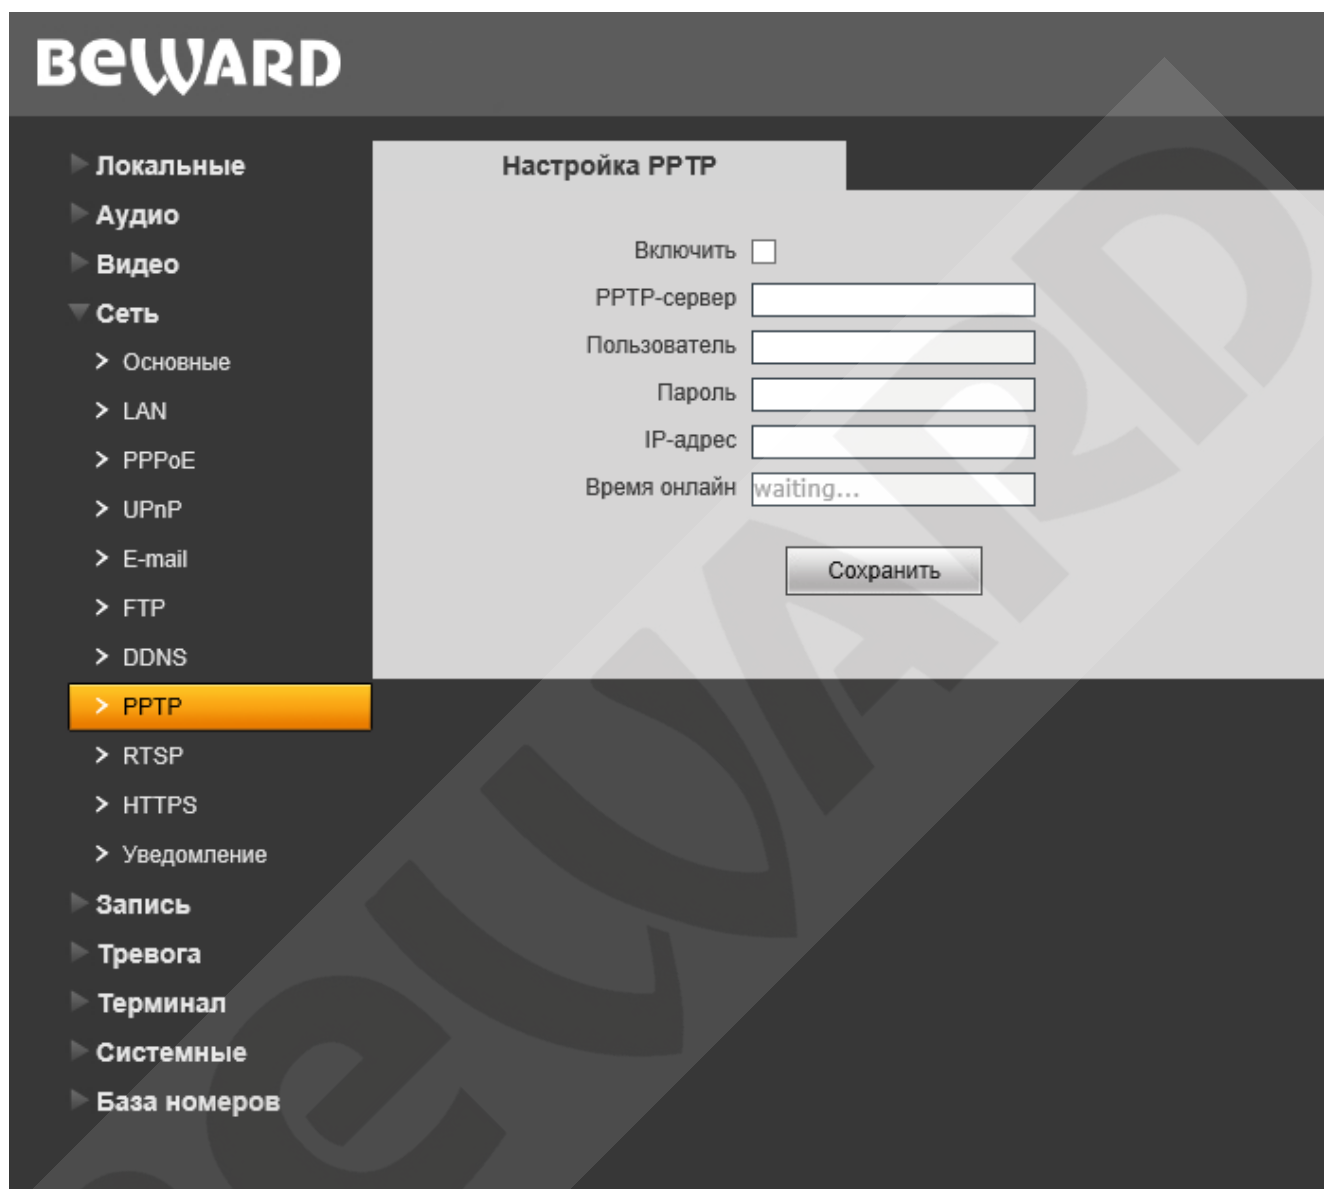 BEWARD
Локальные
Аудио
Видео
Сеть
> Основные
> LAN
> PPPoE
> UPnP
> E-mail
> FTP
> DDNS
> PPTP
> RTSP
> HTTPS
> Уведомление
Запись
Тревога
Терминал
Системные
База номеров
Настройка PPTP
Включить
PPTP-сервер
Пользователь
Пароль
IP-адрес
Время онлайн waiting...
Сохранить
BEWARD